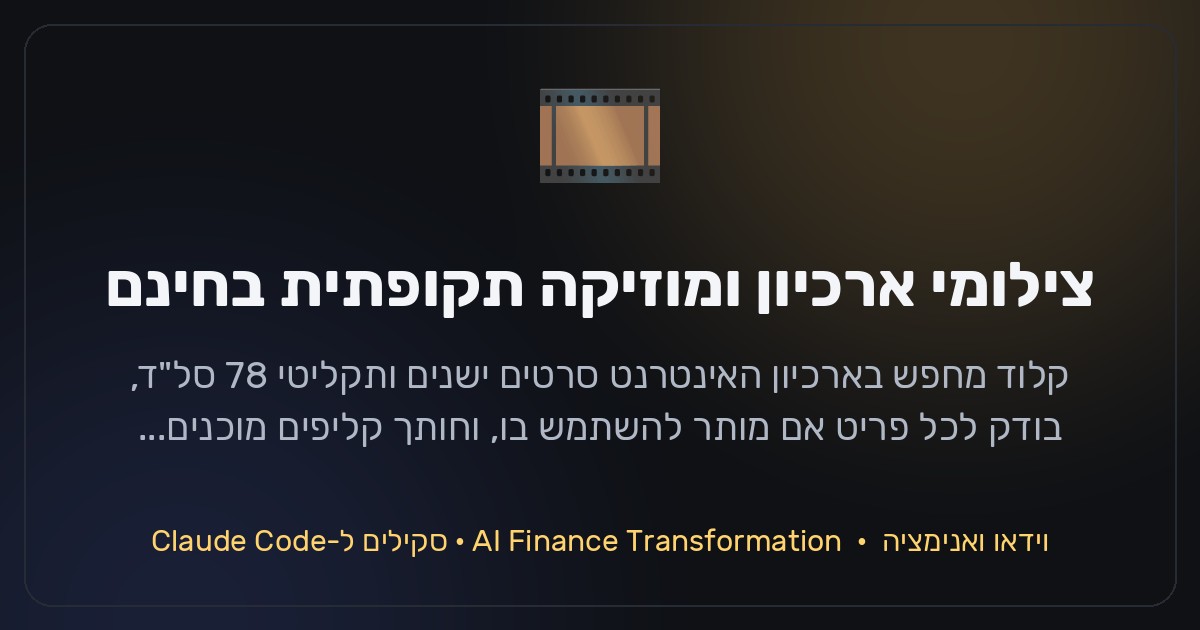 צילומי ארכיון ומוזיקה תקופתית בחינם
קלוד מחפש בארכיון האינטרנט סרטים ישנים ותקליטי 78 סל"ד,
בודק לכל פריט אם מותר להשתמש בו, וחותך קליפים מוכנים...
וידאו ואנימציה • AI Finance Transformation • סקילים ל-Claude Code